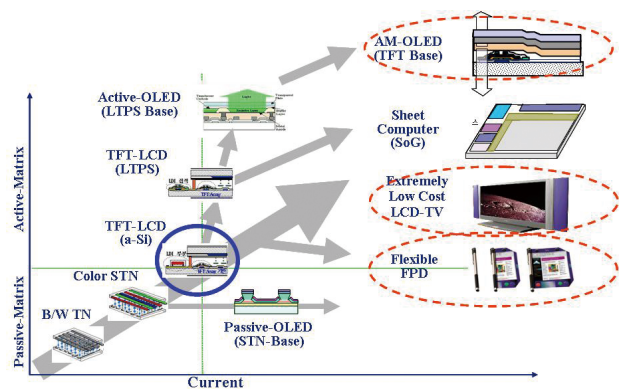 AM-OLED
(TFT Base)
Active-OLED
(LTPS Base)
Sheet
Computer
(SoG)
TFT-LCD
(LTPS)
Extremely
Low Cost
LCD-TV
TFT-LCD
(a-Si)
Flexible
FPD
Color STN
B/W TN
Passive-OLED
(STN-Base)
Active-Matrix
Passive-Matrix
Current